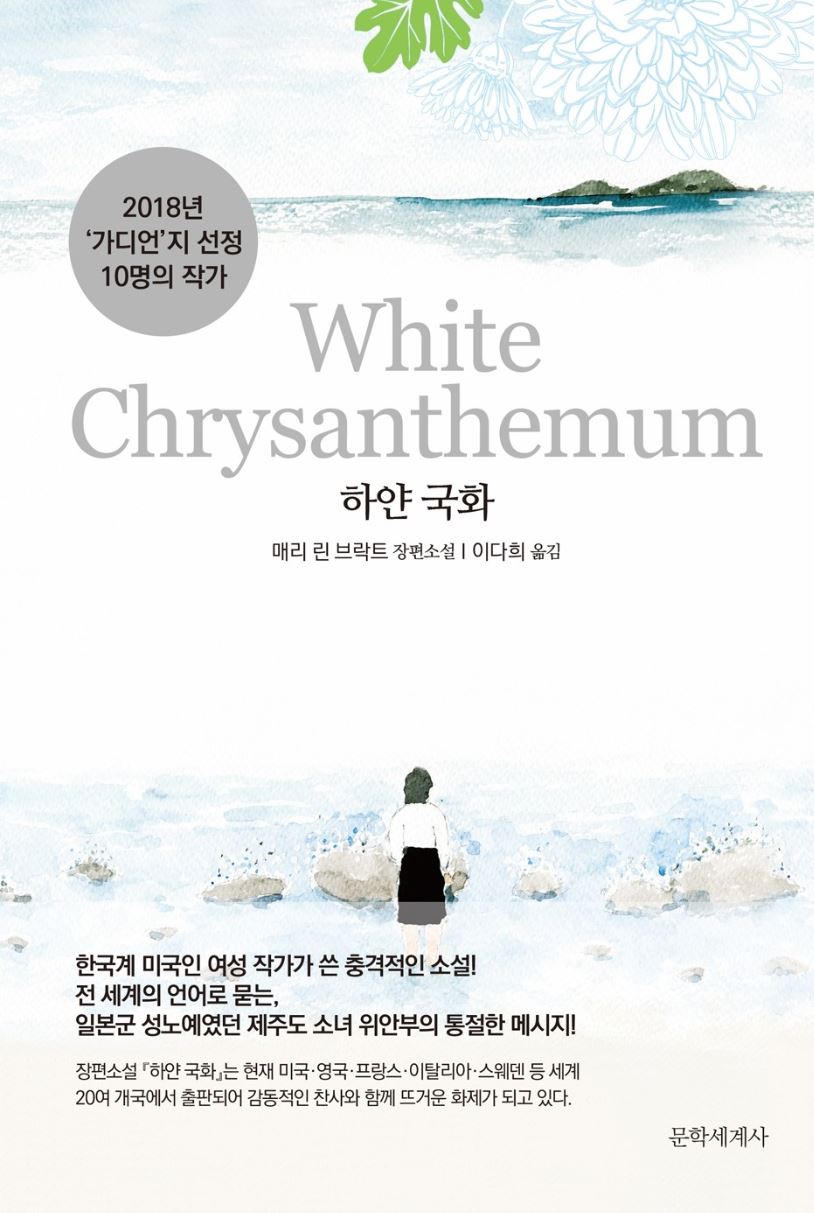 2018년
‘가디언’지 선정
10명의 작가
White
Chrysanthemum
하얀 국화
매리 린 브락트 장편소설 | 이다희 옮김
한국계 미국인 여성 작가가 쓴 충격적인 소설!
전 세계의 언어로 묻는,
일본군 성노예였던 제주도 소녀 위안부의 통절한 메시지!
장편소설 『하얀 국화』는 현재 미국·영국·프랑스·이탈리아·스웨덴 등 세계
20여 개국에서 출판되어 감동적인 찬사와 함께 뜨거운 화제가 되고 있다.
문학세계사